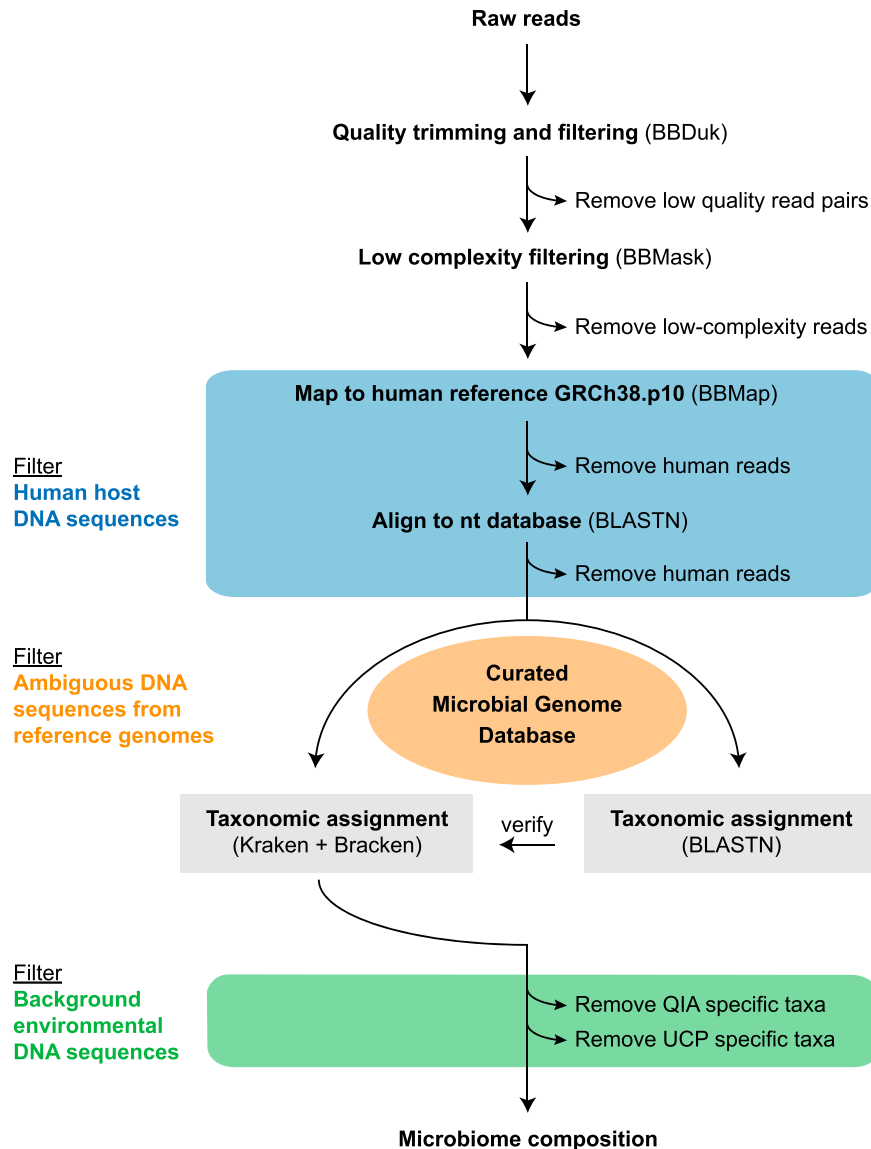 Raw reads
Quality trimming and filtering (BBDuk)
Remove low quality read pairs
Low complexity filtering (BBMask)
Remove low-complexity reads
Map to human reference GRCh38.p10 (BBMap)
Remove human reads
Filter
Human host
DNA sequences
Align to nt database (BLASTN)
Remove human reads
Filter
Ambiguous DNA
sequences from
reference genomes
Curated
Microbial Genome
Database
Taxonomic assignment
(Kraken + Bracken)
verify
Taxonomic assignment
(BLASTN)
Filter
Background
environmental
DNA sequences
Remove QIA specific taxa
Remove UCP specific taxa
Microbiome composition